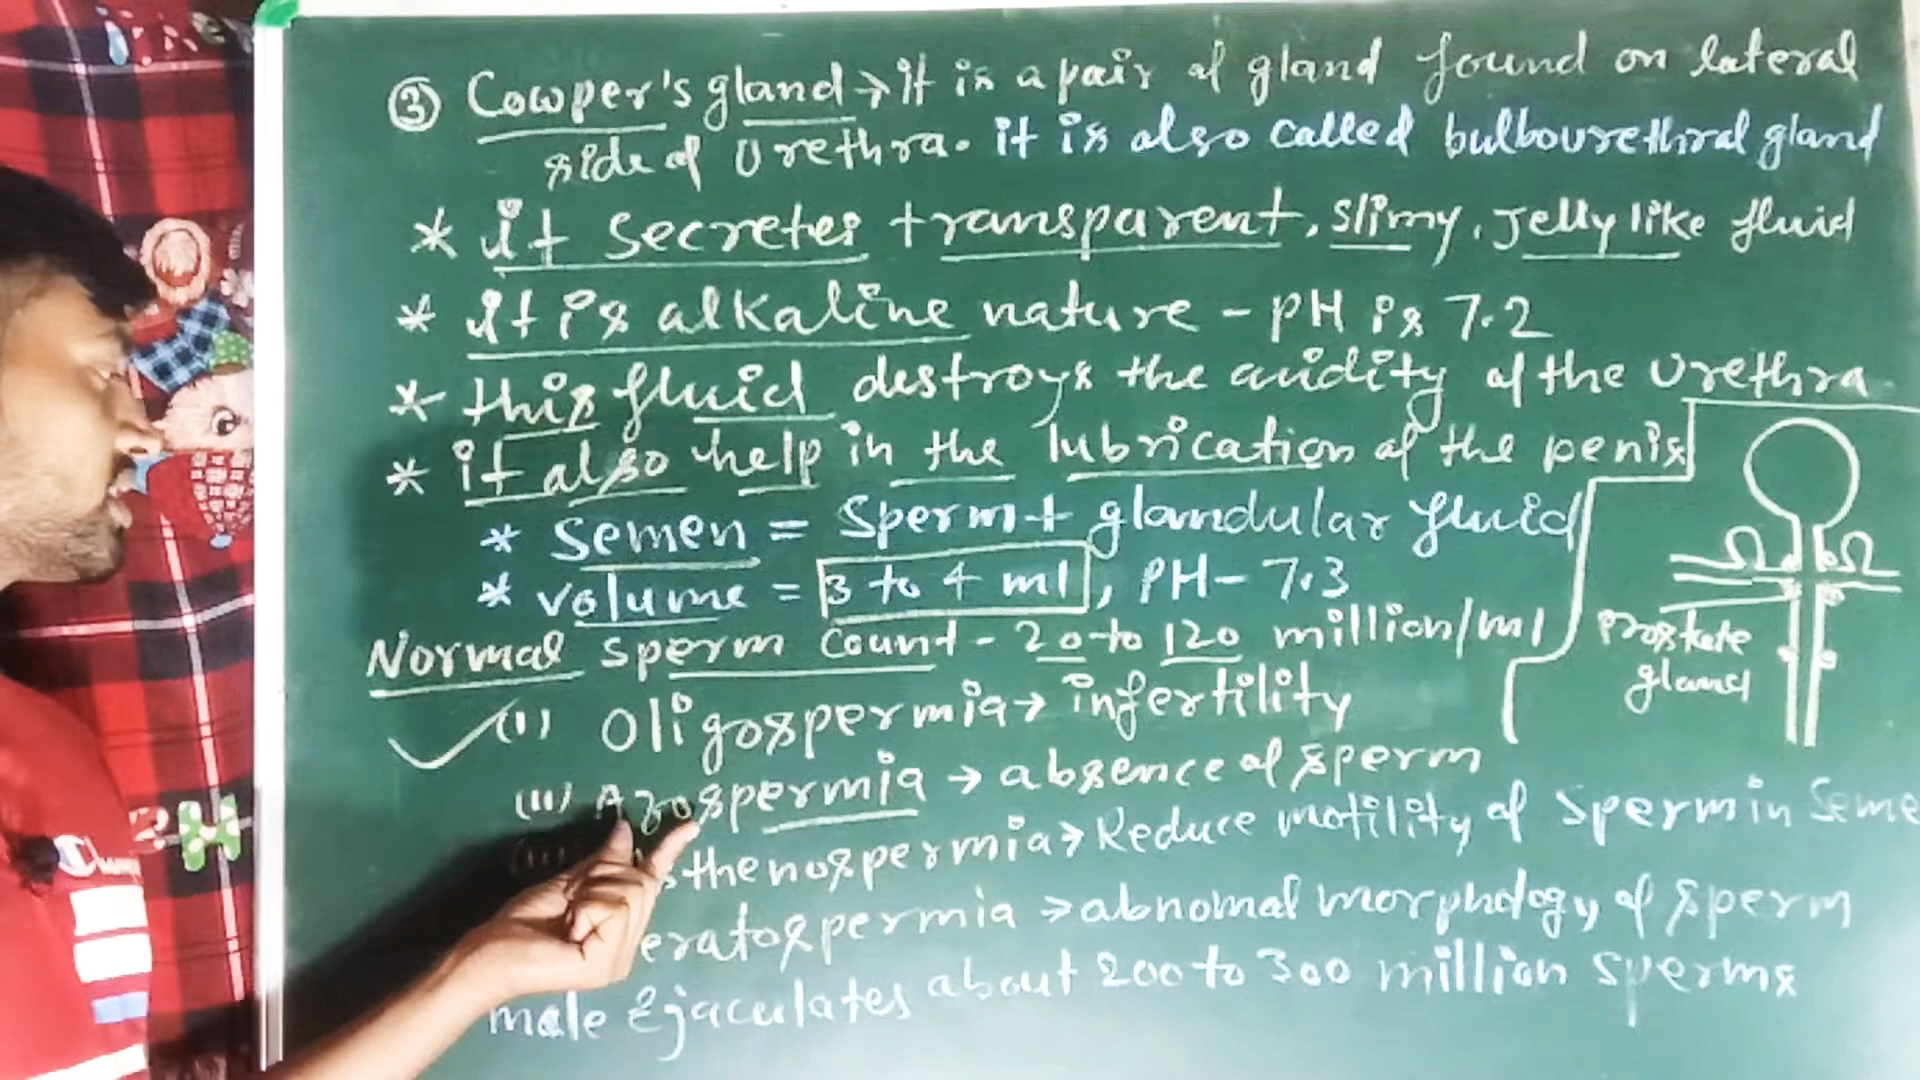 ③ Cowper's gland → it is a pair of gland found on lateral
side of Urethra. it is also called bulbourethral gland
* it secretes transparent, slimy, Jelly like fluid
* it is alkaline nature - PH is 7.2
* this fluid destroys the acidity of the Urethra
* it also help in the lubrication of the penis
* Semen = Sperm + glandular fluid
* volume = 3 to 4 ml, PH - 7.3
Normal sperm count - 20 to 120 million/ml
(i) Oligospermia → infertility
(ii) Azospermia → absence of sperm
sthenospermia → Reduce motility of sperm in Seme
eratospermia → abnomal morphology of sperm
male Ejaculates about 200 to 300 million sperms
Prostate
gland